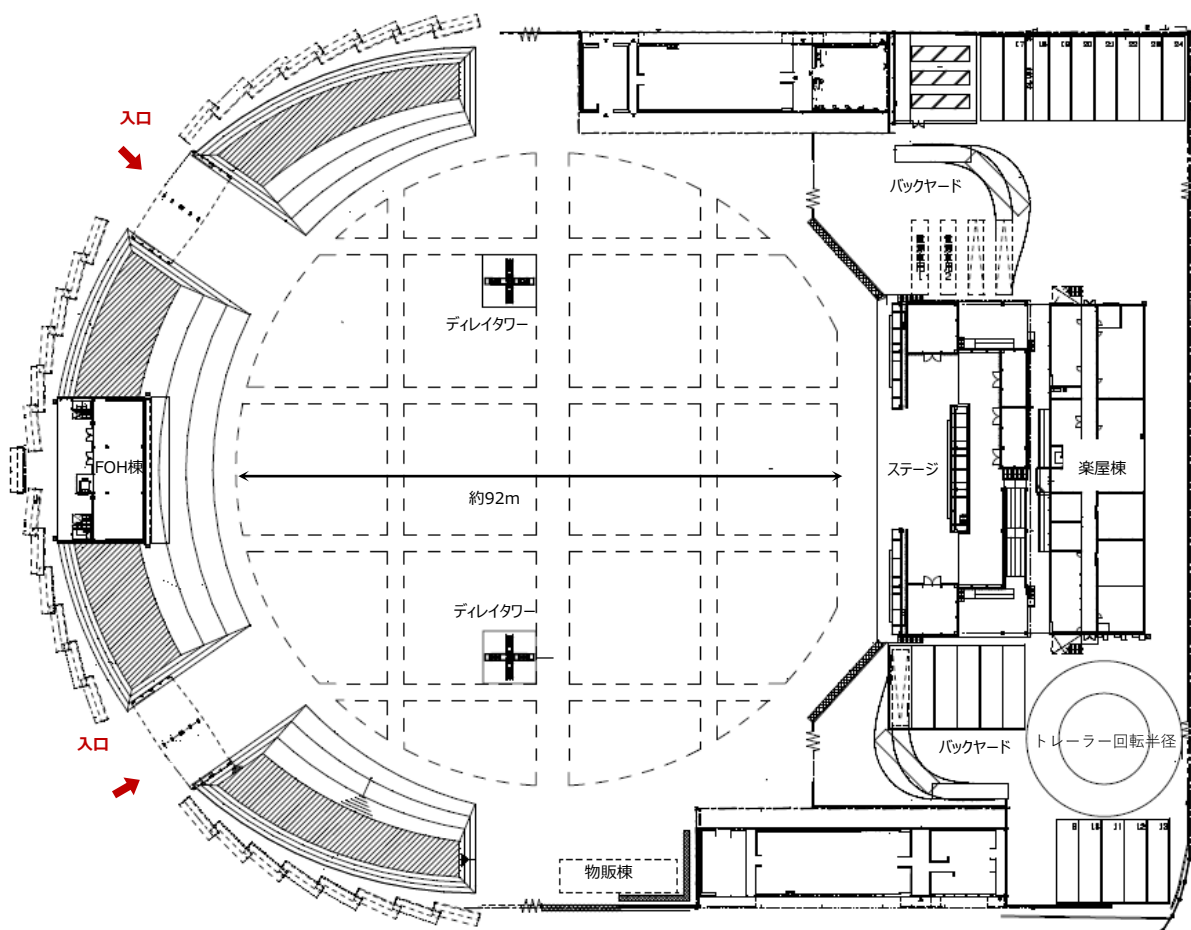 入口
バックヤード
ディレイタワー
FOH棟
約92m
ステージ
楽屋棟
ディレイタワー
入口
バックヤード
トレーラー回転半径
物販棟